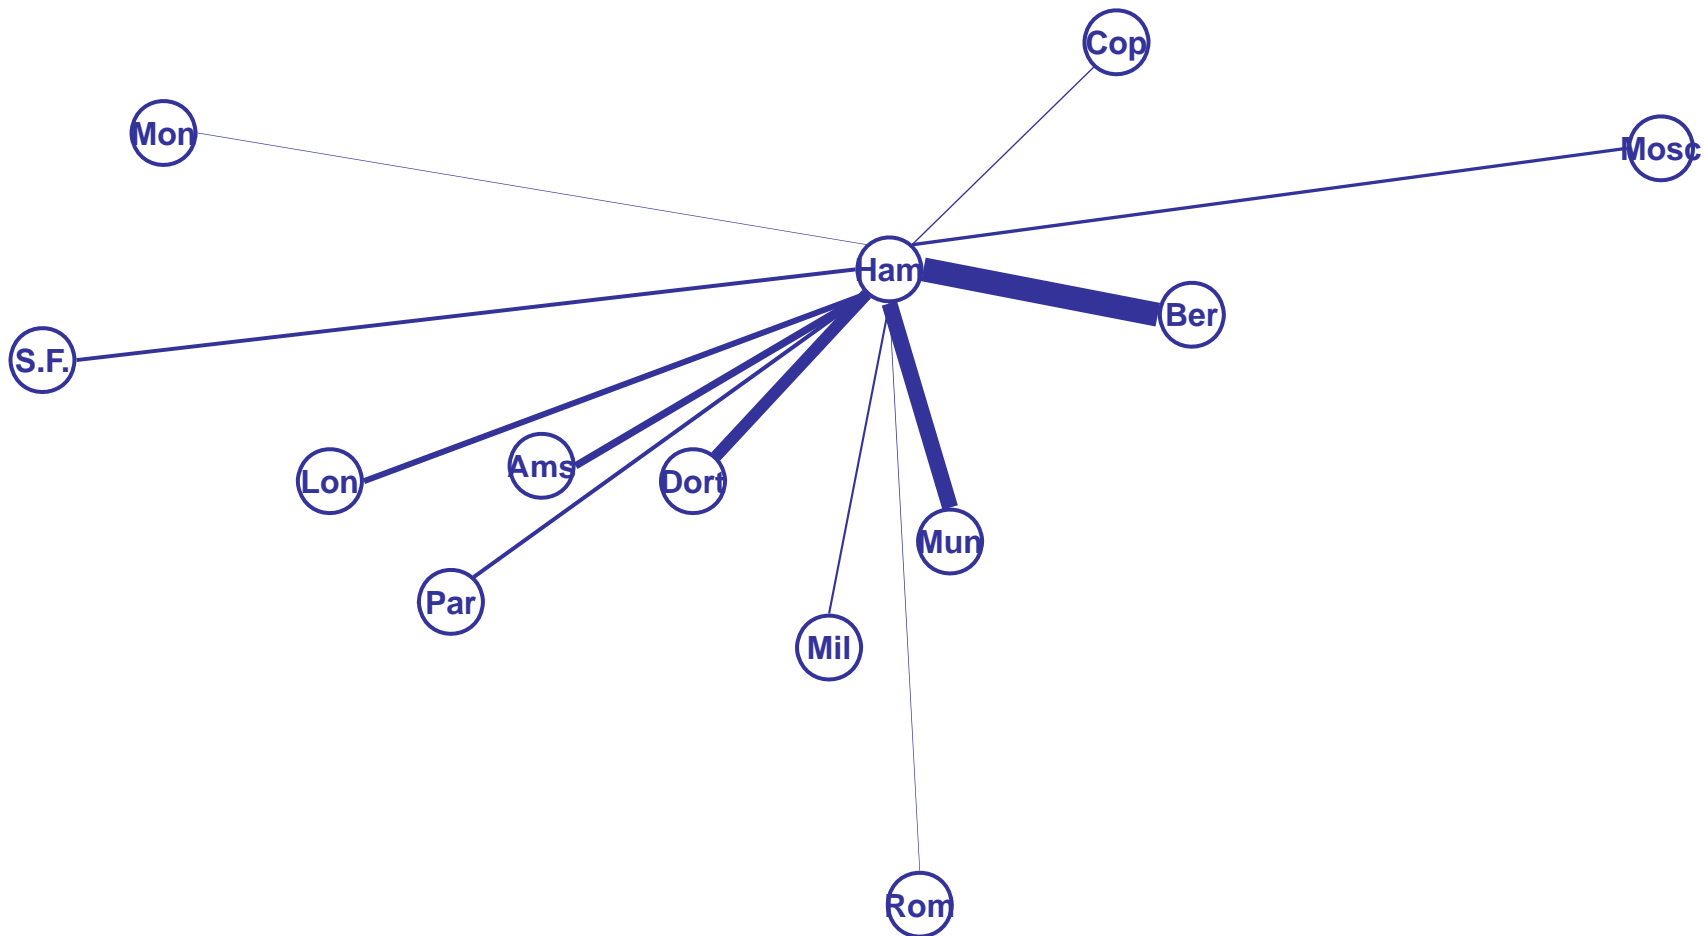 Cop
Mon
Mosc
Ham
Ber
S.F.
Ams
Lon
Dort
Mun
Par
Mil
Rom